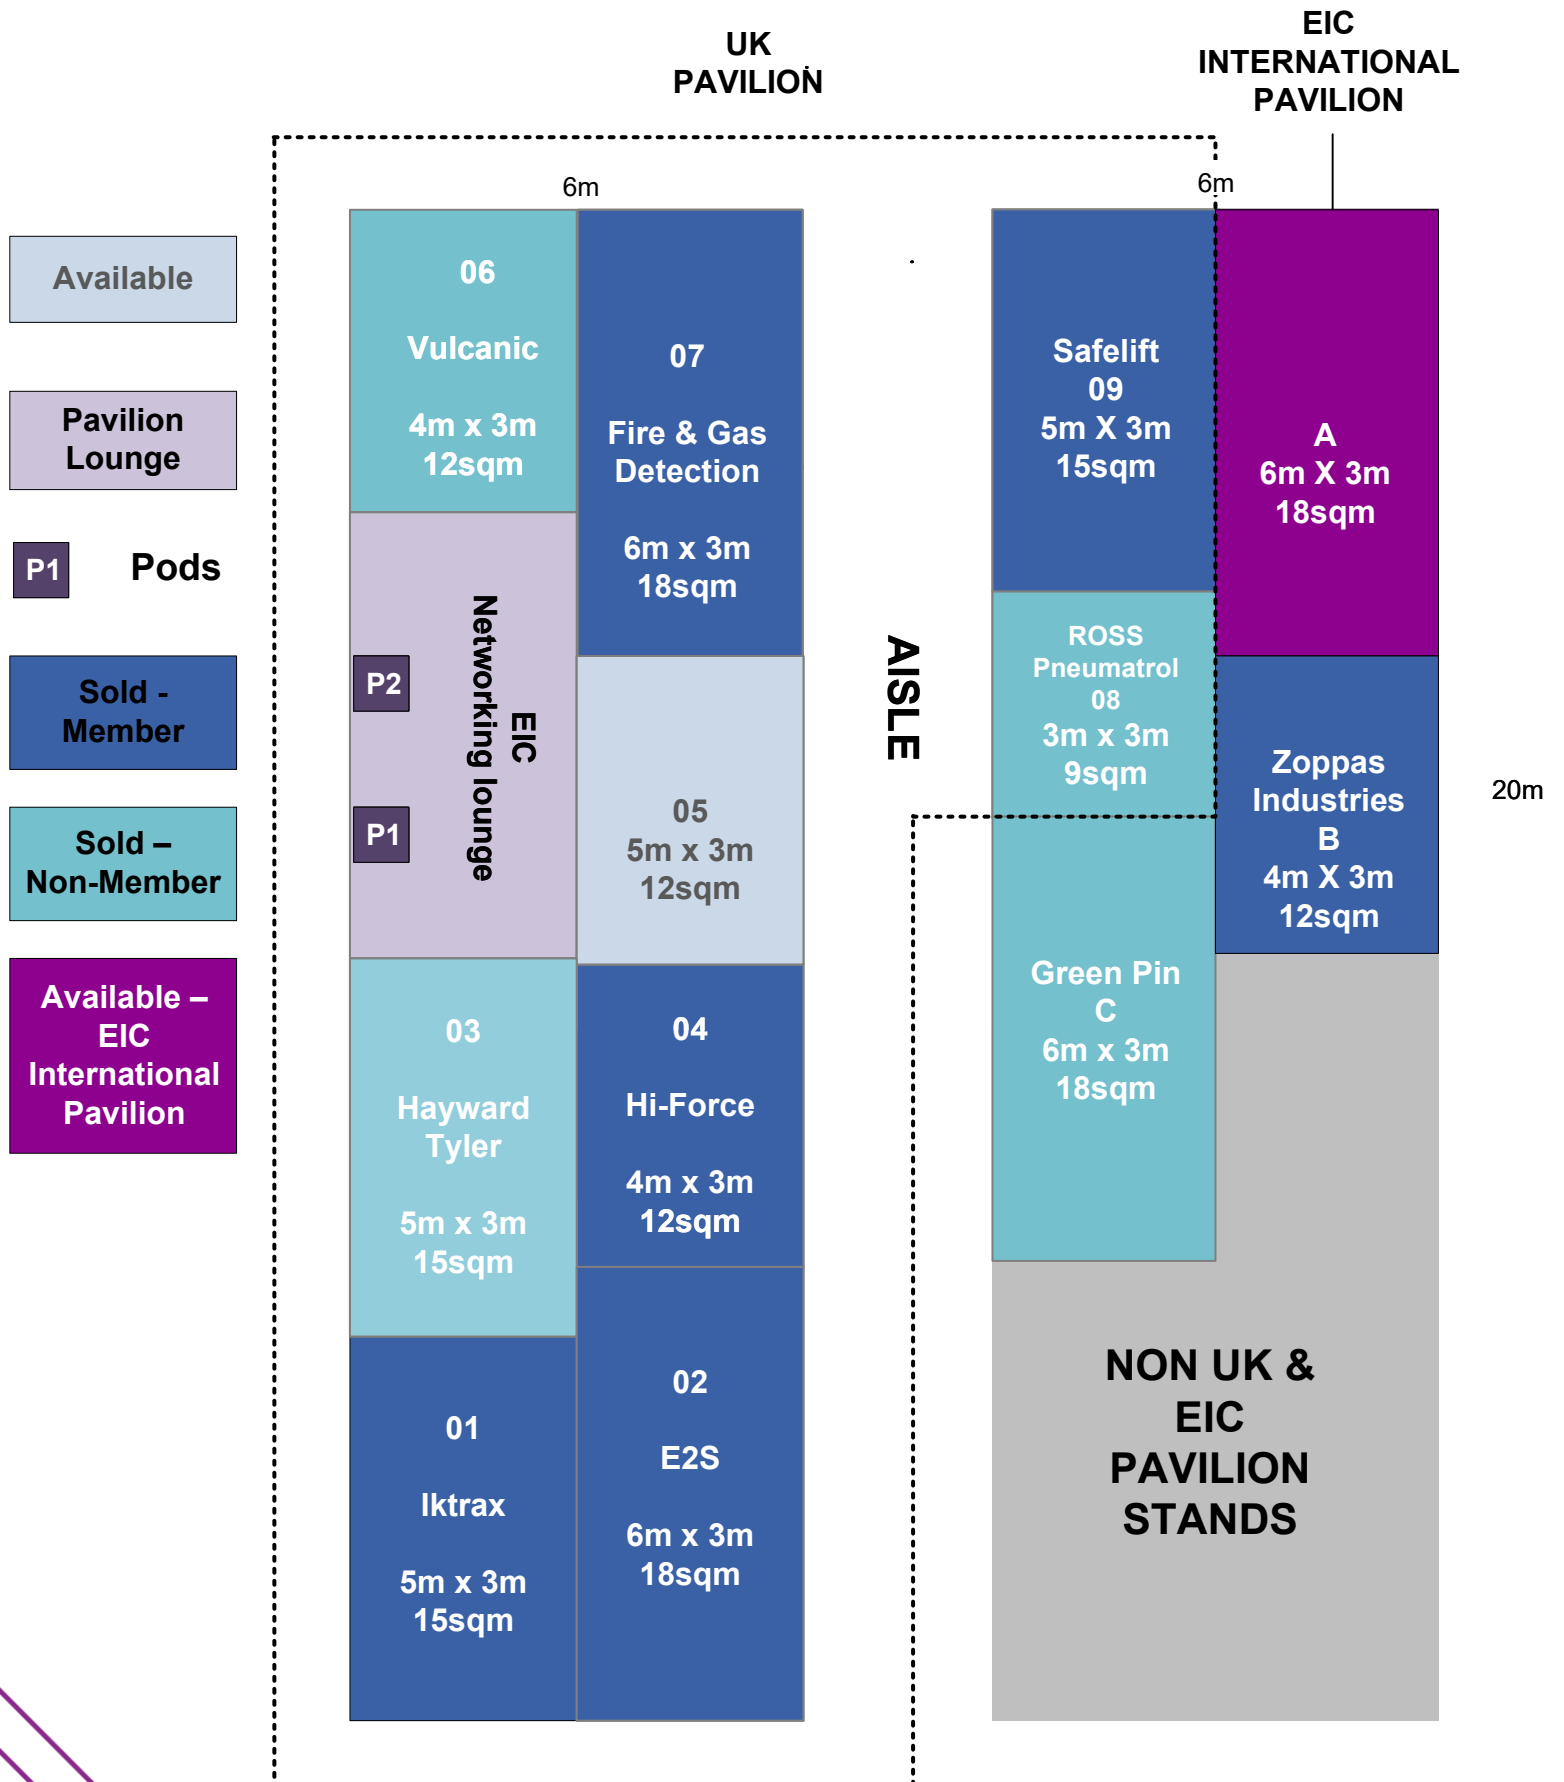 UK
PAVILION
EIC
INTERNATIONAL
PAVILION
6m
6m
Available
Pavilion
Lounge
P1
Pods
Sold -
Member
Sold –
Non-Member
Available –
EIC
International
Pavilion
06
Vulcanic
4m x 3m
12sqm
07
Fire & Gas
Detection
6m x 3m
18sqm
EIC
Networking lounge
P2
P1
05
5m x 3m
12sqm
03
Hayward
Tyler
5m x 3m
15sqm
04
Hi-Force
4m x 3m
12sqm
01
Iktrax
5m x 3m
15sqm
02
E2S
6m x 3m
18sqm
AISLE
Safelift
09
5m X 3m
15sqm
A
6m X 3m
18sqm
ROSS
Pneumatrol
08
3m x 3m
9sqm
Zoppas
Industries
B
4m X 3m
12sqm
20m
Green Pin
C
6m x 3m
18sqm
NON UK &
EIC
PAVILION
STANDS